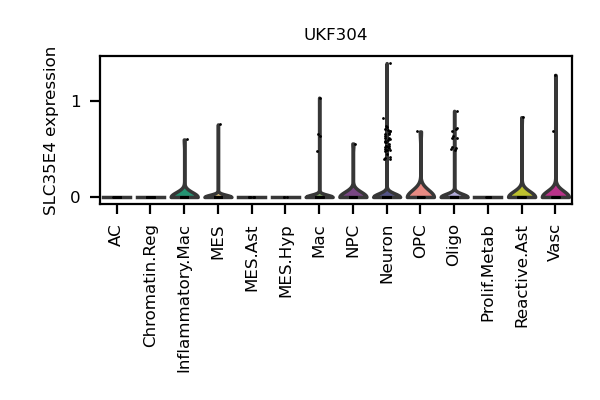 UKF304
SLC35E4 expression
1
0
AC
Chromatin.Reg
Inflammatory.Mac
MES
MES.Ast
MES.Hyp
Mac
NPC
Neuron
OPC
Oligo
Prolif.Metab
Reactive.Ast
Vasc